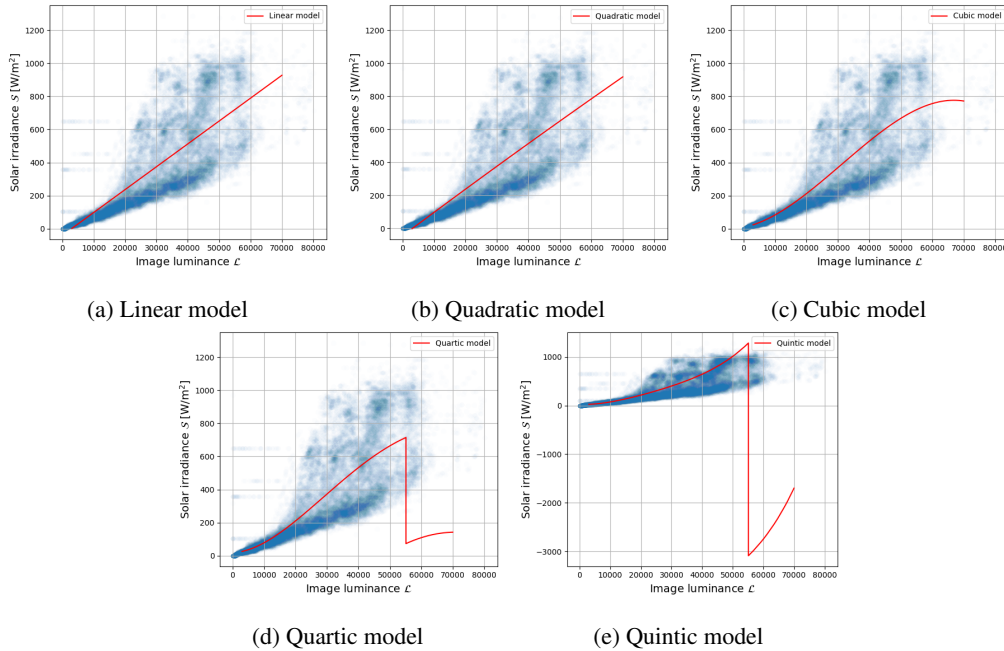 Linear model
1200
1000
800
600
400
200
0
Solar irradiance 𝒮 [W/m²]
0 10000 20000 30000 40000 50000 60000 70000 80000
Image luminance ℒ
(a) Linear model
Quadratic model
1200
1000
800
600
400
200
0
Solar irradiance 𝒮 [W/m²]
0 10000 20000 30000 40000 50000 60000 70000 80000
Image luminance ℒ
(b) Quadratic model
Cubic model
1200
1000
800
600
400
200
0
Solar irradiance 𝒮 [W/m²]
0 10000 20000 30000 40000 50000 60000 70000 80000
Image luminance ℒ
(c) Cubic model
Quartic model
1200
1000
800
600
400
200
0
Solar irradiance 𝒮 [W/m²]
0 10000 20000 30000 40000 50000 60000 70000 80000
Image luminance ℒ
(d) Quartic model
Quintic model
1000
0
−1000
−2000
−3000
Solar irradiance 𝒮 [W/m²]
0 10000 20000 30000 40000 50000 60000 70000 80000
Image luminance ℒ
(e) Quintic model